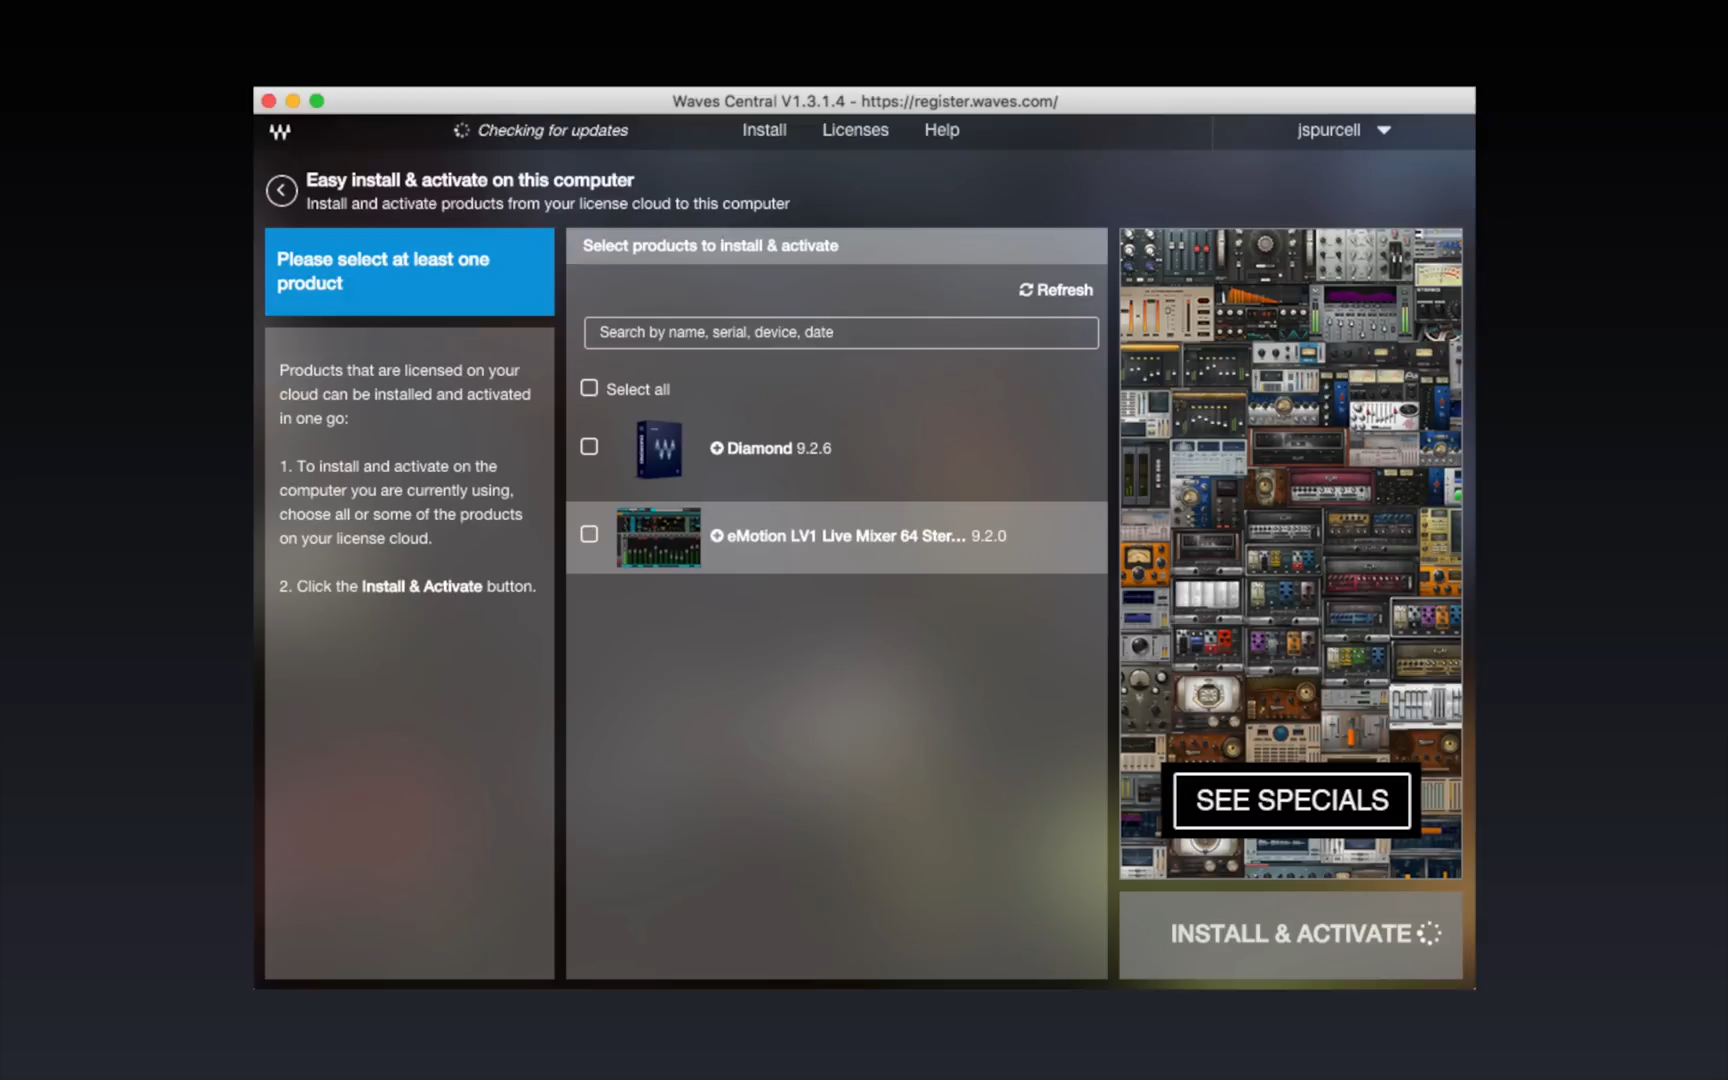 Waves Central V1.3.1.4 - https://register.waves.com/
Checking for updates
Install
Licenses
Help
jspurcell
Easy install & activate on this computer
Install and activate products from your license cloud to this computer
Please select at least one
product
Products that are licensed on your
cloud can be installed and activated
in one go:
1. To install and activate on the
computer you are currently using,
choose all or some of the products
on your license cloud.
2. Click the Install & Activate button.
Select products to install & activate
Refresh
Search by name, serial, device, date
Select all
Diamond 9.2.6
eMotion LV1 Live Mixer 64 Ster... 9.2.0
SEE SPECIALS
INSTALL & ACTIVATE